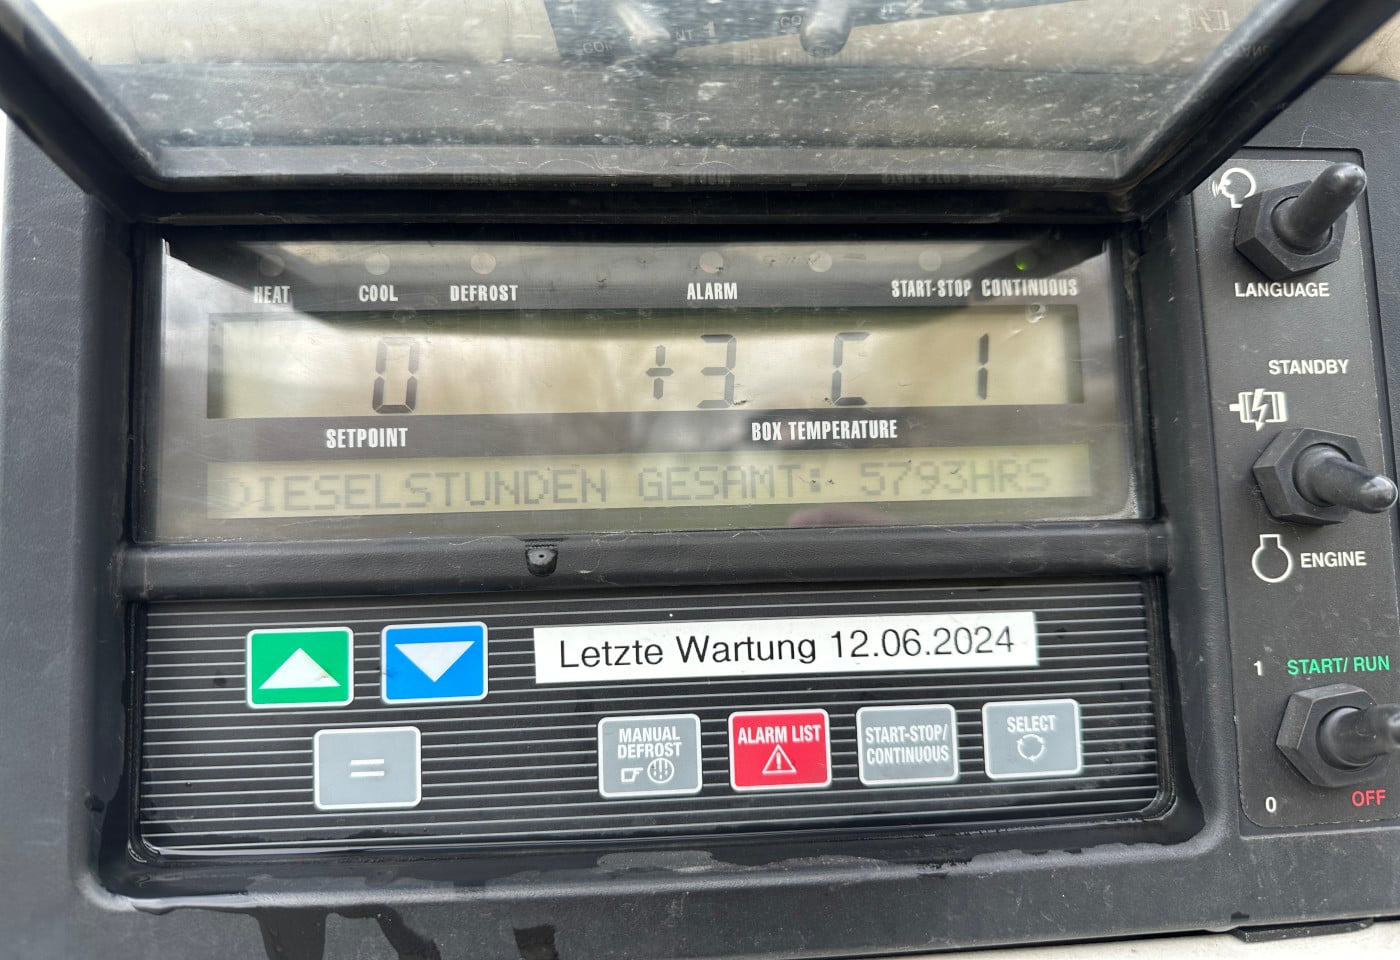 HEAT COOL DEFROST ALARM START-STOP CONTINUOUS
0 +3 C 1
SETPOINT BOX TEMPERATURE
DIESELSTUNDEN GESAMT: 5793HRS
Letzte Wartung 12.06.2024
=
MANUAL DEFROST
ALARM LIST
START-STOP/
CONTINUOUS
SELECT
LANGUAGE
STANDBY
ENGINE
1 START/ RUN
0 OFF